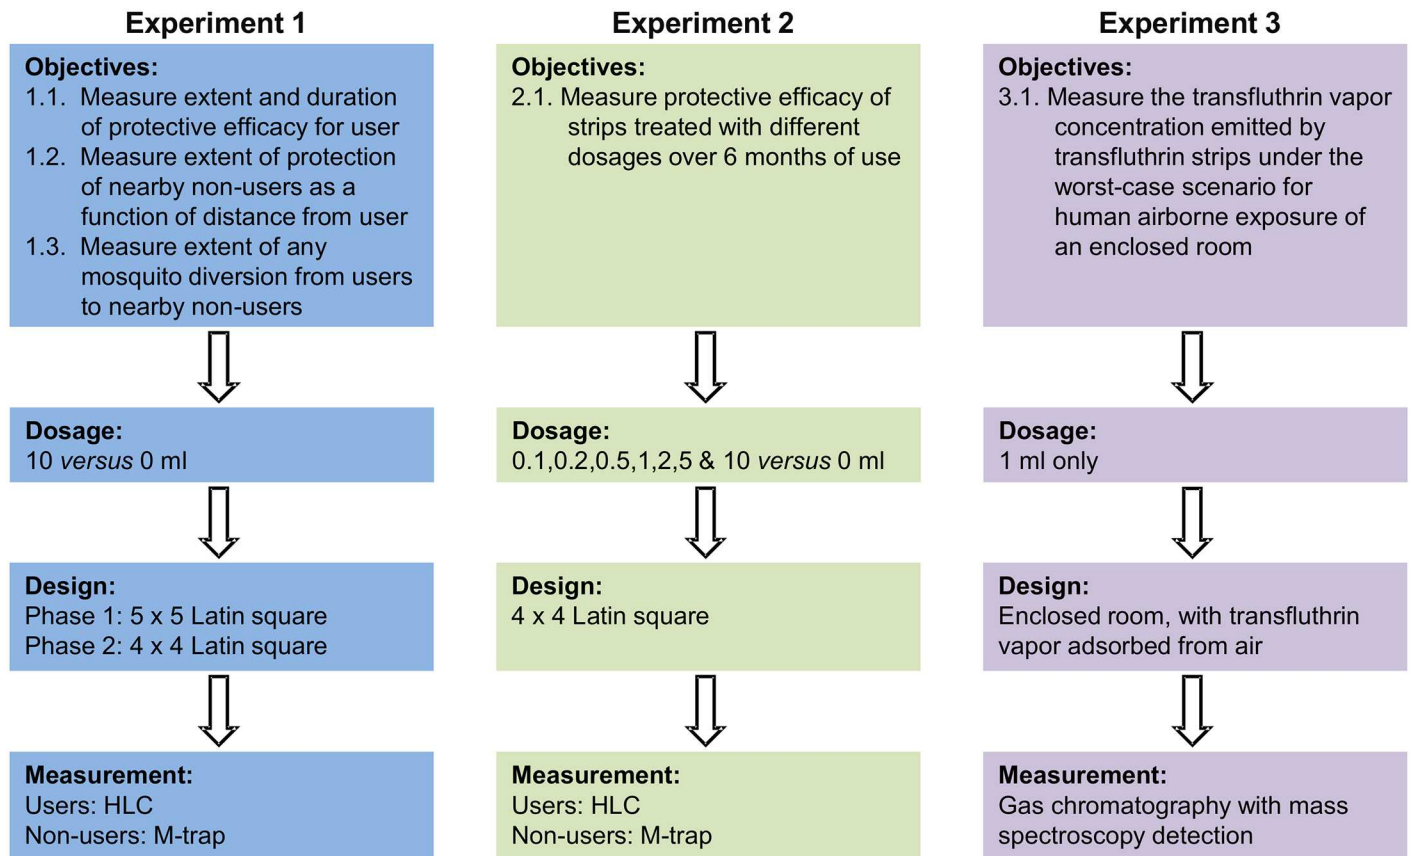 Experiment 1
Objectives:
1.1. Measure extent and duration
of protective efficacy for user
1.2. Measure extent of protection
of nearby non-users as a
function of distance from user
1.3. Measure extent of any
mosquito diversion from users
to nearby non-users
Dosage:
10 versus 0 ml
Design:
Phase 1: 5 x 5 Latin square
Phase 2: 4 x 4 Latin square
Measurement:
Users: HLC
Non-users: M-trap
Experiment 2
Objectives:
2.1. Measure protective efficacy of
strips treated with different
dosages over 6 months of use
Dosage:
0.1,0.2,0.5,1,2,5 & 10 versus 0 ml
Design:
4 x 4 Latin square
Measurement:
Users: HLC
Non-users: M-trap
Experiment 3
Objectives:
3.1. Measure the transfluthrin vapor
concentration emitted by
transfluthrin strips under the
worst-case scenario for
human airborne exposure of
an enclosed room
Dosage:
1 ml only
Design:
Enclosed room, with transfluthrin
vapor adsorbed from air
Measurement:
Gas chromatography with mass
spectroscopy detection